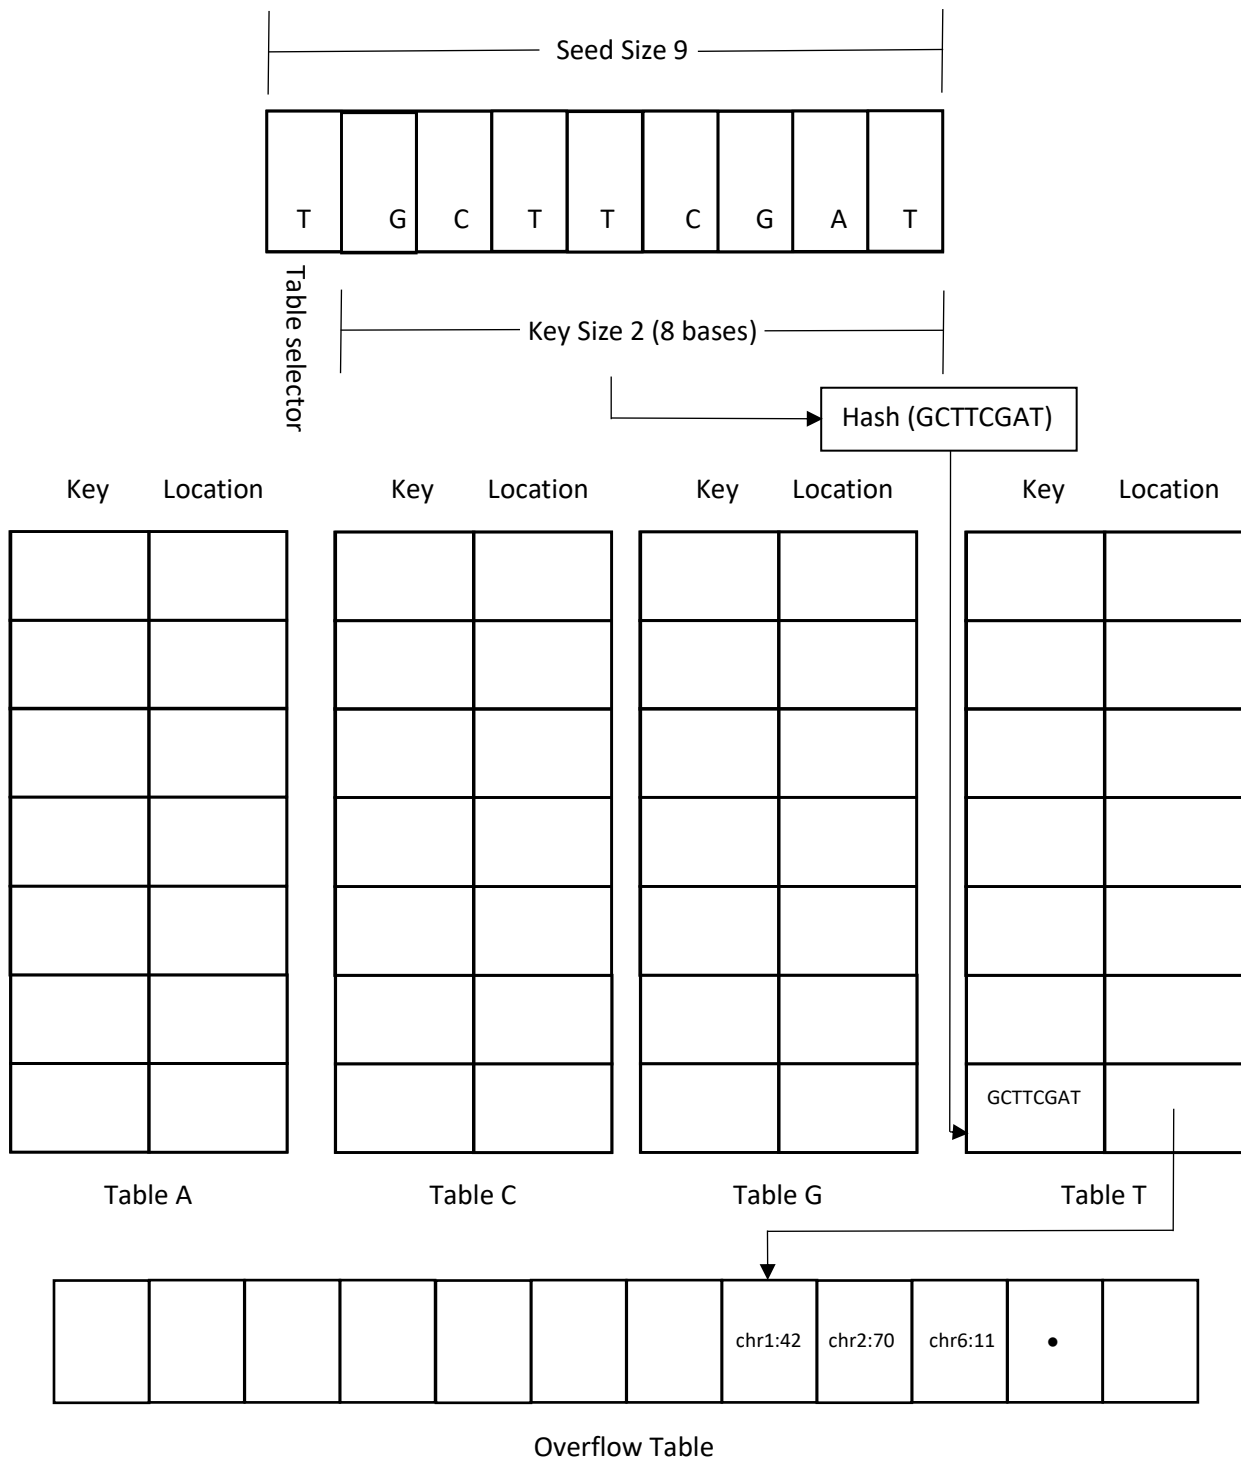 Seed Size 9
T G C T T C G A T
Table selector
Key Size 2 (8 bases)
Hash (GCTTCGAT)
Key Location Key Location Key Location Key Location
GCTTCGAT
Table A Table C Table G Table T
chr1:42 chr2:70 chr6:11 •
Overflow Table